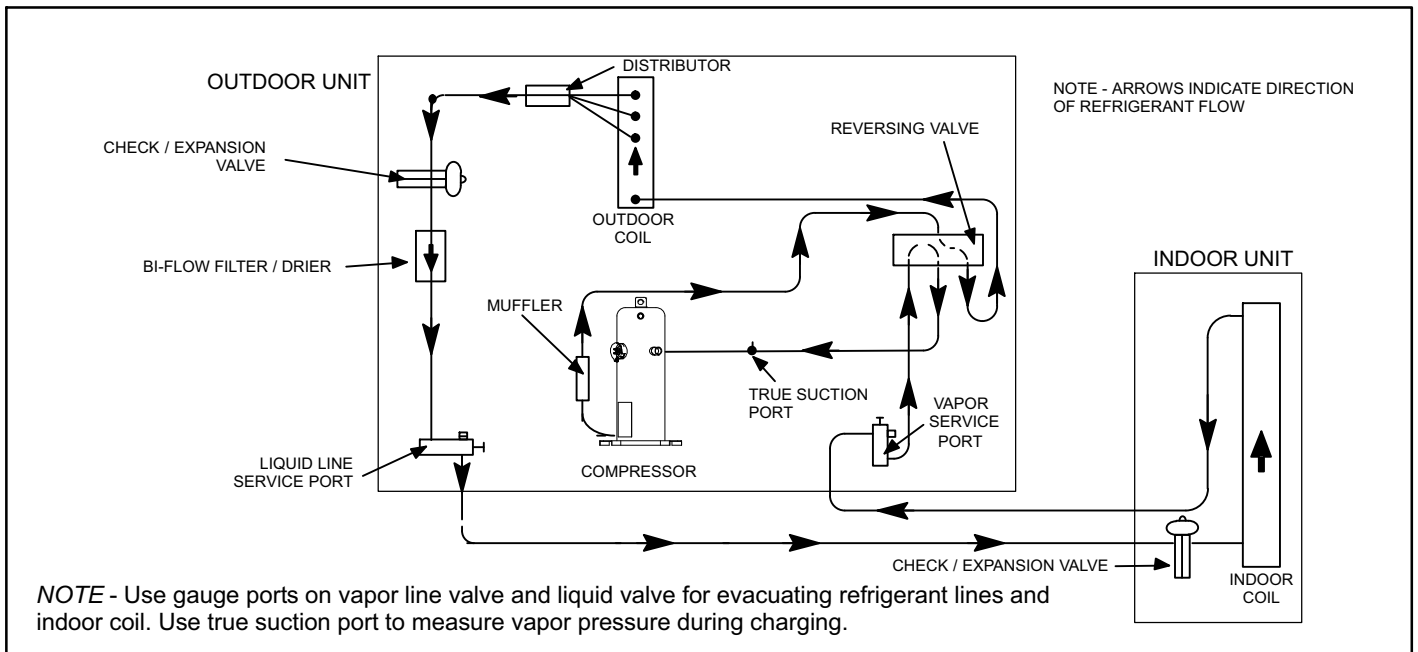 OUTDOOR UNIT
DISTRIBUTOR
NOTE - ARROWS INDICATE DIRECTION
OF REFRIGERANT FLOW
REVERSING VALVE
CHECK / EXPANSION
VALVE
OUTDOOR
COIL
BI-FLOW FILTER / DRIER
INDOOR UNIT
MUFFLER
TRUE SUCTION
PORT
VAPOR
SERVICE
PORT
LIQUID LINE
SERVICE PORT
COMPRESSOR
CHECK / EXPANSION VALVE
INDOOR
COIL
NOTE - Use gauge ports on vapor line valve and liquid valve for evacuating refrigerant lines and
indoor coil. Use true suction port to measure vapor pressure during charging.